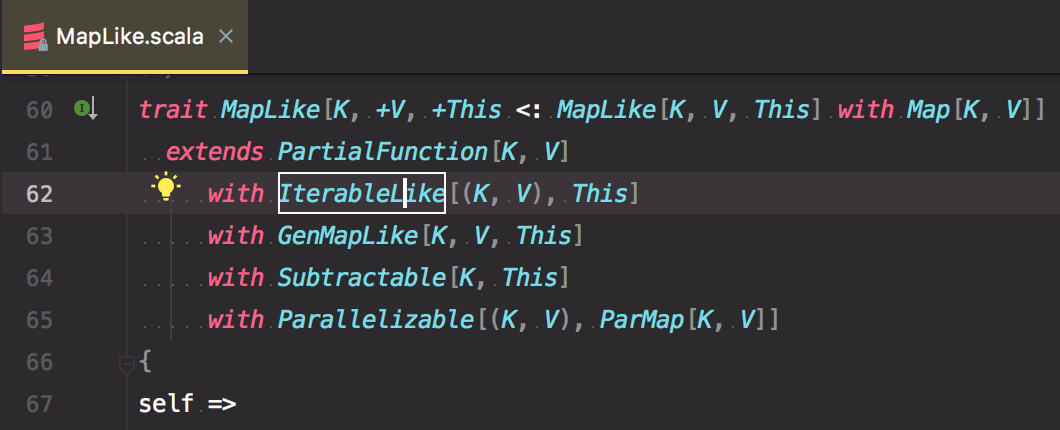 MapLike.scala ×
60 trait MapLike[K, +V, +This <: MapLike[K, V, This] with Map[K, V]]
61   extends PartialFunction[K, V]
62     with IterableLike[(K, V), This]
63     with GenMapLike[K, V, This]
64     with Subtractable[K, This]
65     with Parallelizable[(K, V), ParMap[K, V]]
66 {
67 self =>